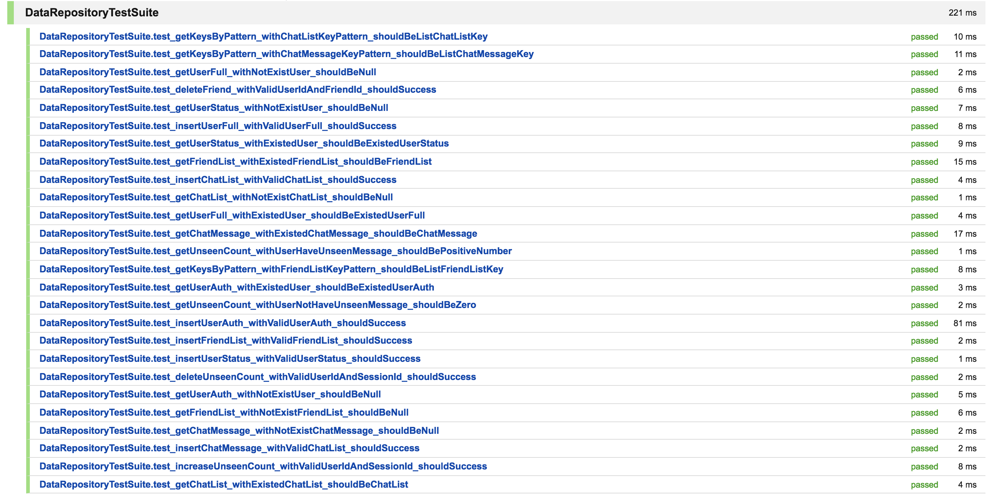 DataRepositoryTestSuite 221 ms
DataRepositoryTestSuite.test_getKeysByPattern_withChatListKeyPattern_shouldBeListChatListKey passed 10 ms
DataRepositoryTestSuite.test_getKeysByPattern_withChatMessageKeyPattern_shouldBeListChatMessageKey passed 11 ms
DataRepositoryTestSuite.test_getUserFull_withNotExistUser_shouldBeNull passed 2 ms
DataRepositoryTestSuite.test_deleteFriend_withValidUserIdAndFriendId_shouldSuccess passed 6 ms
DataRepositoryTestSuite.test_getUserStatus_withNotExistUser_shouldBeNull passed 7 ms
DataRepositoryTestSuite.test_insertUserFull_withValidUserFull_shouldSuccess passed 8 ms
DataRepositoryTestSuite.test_getUserStatus_withExistedUser_shouldBeExistedUserStatus passed 9 ms
DataRepositoryTestSuite.test_getFriendList_withExistedFriendList_shouldBeFriendList passed 15 ms
DataRepositoryTestSuite.test_insertChatList_withValidChatList_shouldSuccess passed 4 ms
DataRepositoryTestSuite.test_getChatList_withNotExistChatList_shouldBeNull passed 1 ms
DataRepositoryTestSuite.test_getUserFull_withExistedUser_shouldBeExistedUserFull passed 4 ms
DataRepositoryTestSuite.test_getChatMessage_withExistedChatMessage_shouldBeChatMessage passed 17 ms
DataRepositoryTestSuite.test_getUnseenCount_withUserHaveUnseenMessage_shouldBePositiveNumber passed 1 ms
DataRepositoryTestSuite.test_getKeysByPattern_withFriendListKeyPattern_shouldBeListFriendListKey passed 8 ms
DataRepositoryTestSuite.test_getUserAuth_withExistedUser_shouldBeExistedUserAuth passed 3 ms
DataRepositoryTestSuite.test_getUnseenCount_withUserNotHaveUnseenMessage_shouldBeZero passed 2 ms
DataRepositoryTestSuite.test_insertUserAuth_withValidUserAuth_shouldSuccess passed 81 ms
DataRepositoryTestSuite.test_insertFriendList_withValidFriendList_shouldSuccess passed 2 ms
DataRepositoryTestSuite.test_insertUserStatus_withValidUserStatus_shouldSuccess passed 1 ms
DataRepositoryTestSuite.test_deleteUnseenCount_withValidUserIdAndSessionId_shouldSuccess passed 2 ms
DataRepositoryTestSuite.test_getUserAuth_withNotExistUser_shouldBeNull passed 5 ms
DataRepositoryTestSuite.test_getFriendList_withNotExistFriendList_shouldBeNull passed 6 ms
DataRepositoryTestSuite.test_getChatMessage_withNotExistChatMessage_shouldBeNull passed 2 ms
DataRepositoryTestSuite.test_insertChatMessage_withValidChatList_shouldSuccess passed 2 ms
DataRepositoryTestSuite.test_increaseUnseenCount_withValidUserIdAndSessionId_shouldSuccess passed 8 ms
DataRepositoryTestSuite.test_getChatList_withExistedChatList_shouldBeChatList passed 4 ms